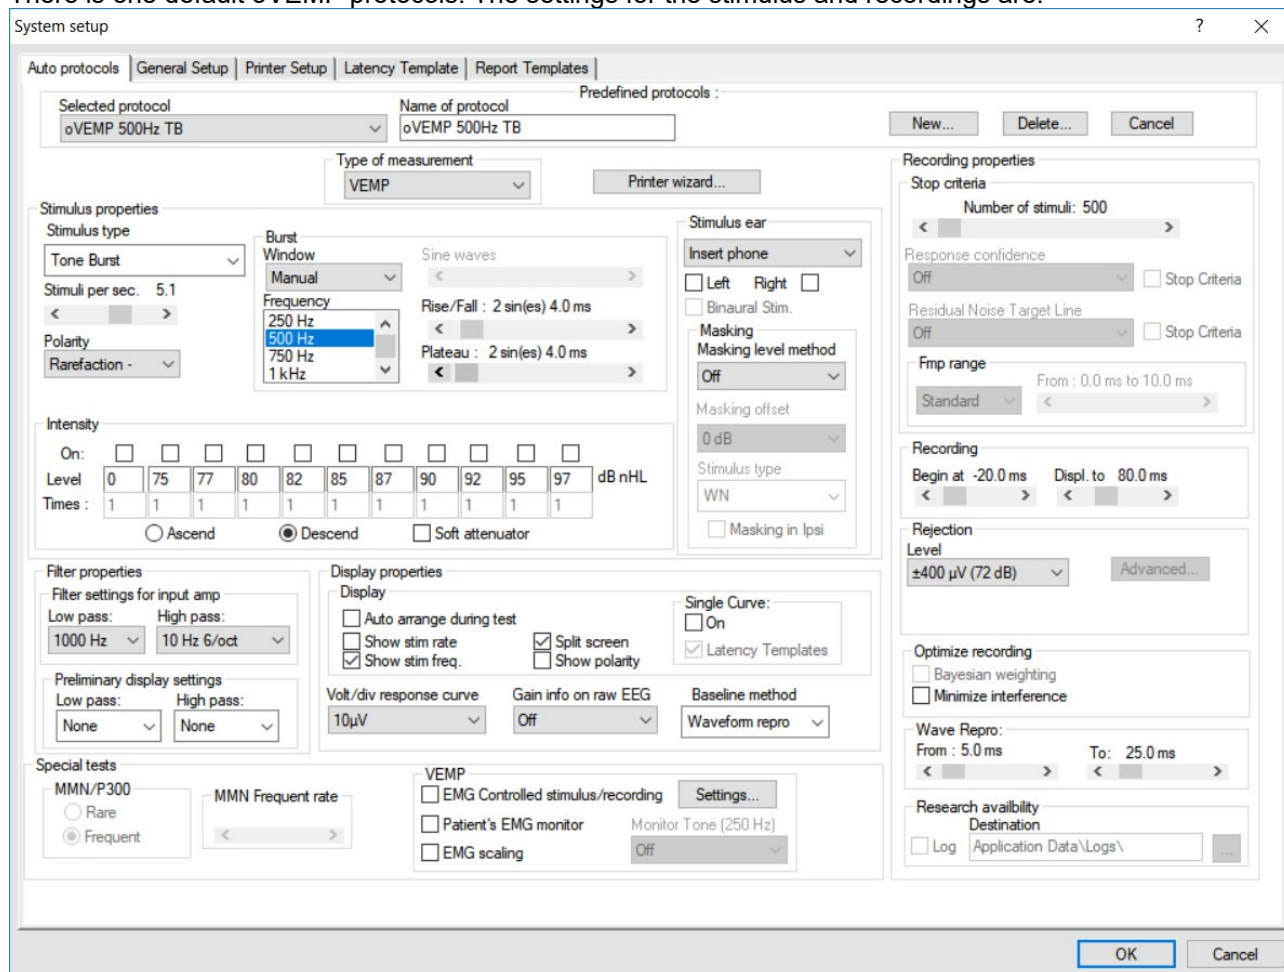 There is one default oVEMP protocols. The settings for the stimulus and recordings are:
System setup ?
Auto protocols General Setup Printer Setup Latency Template Report Templates
Predefined protocols :
Selected protocol Name of protocol
oVEMP 500Hz TB oVEMP 500Hz TB New... Delete... Cancel
Type of measurement
VEMP Printer wizard...
Stimulus properties
Stimulus type
Tone Burst
Stimuli per sec. 5.1
Polarity
Rarefaction -
Burst
Window Sine waves
Manual
Frequency
250 Hz
500 Hz
750 Hz
1 kHz
Rise/Fall : 2 sin(es) 4.0 ms
Plateau : 2 sin(es) 4.0 ms
Intensity
On:
Level 0 75 77 80 82 85 87 90 92 95 97 dB nHL
Times : 1 1 1 1 1 1 1 1 1 1 1
Ascend Descend Soft attenuator
Stimulus ear
Insert phone
Left Right
Binaural Stim.
Masking
Masking level method
Off
Masking offset
0 dB
Stimulus type
WN
Masking in Ipsi
Recording properties
Stop criteria
Number of stimuli: 500
Response confidence
Off Stop Criteria
Residual Noise Target Line
Off Stop Criteria
Fmp range
From : 0.0 ms to 10.0 ms
Standard
Recording
Begin at -20.0 ms Displ. to 80.0 ms
Rejection
Level
±400 µV (72 dB) Advanced...
Optimize recording
Bayesian weighting
Minimize interference
Wave Repro:
From : 5.0 ms To: 25.0 ms
Research availbility
Destination
Log Application Data\Logs\ ...
Filter properties
Filter settings for input amp
Low pass: High pass:
1000 Hz 10 Hz 6/oct
Preliminary display settings
Low pass: High pass:
None None
Display properties
Display
Auto arrange during test
Show stim rate Split screen
Show stim freq. Show polarity
Single Curve:
On
Latency Templates
Volt/div response curve Gain info on raw EEG Baseline method
10µV Off Waveform repro
Special tests
MMN/P300
Rare
Frequent
MMN Frequent rate
VEMP
EMG Controlled stimulus/recording Settings...
Patient's EMG monitor Monitor Tone (250 Hz)
EMG scaling Off
OK Cancel